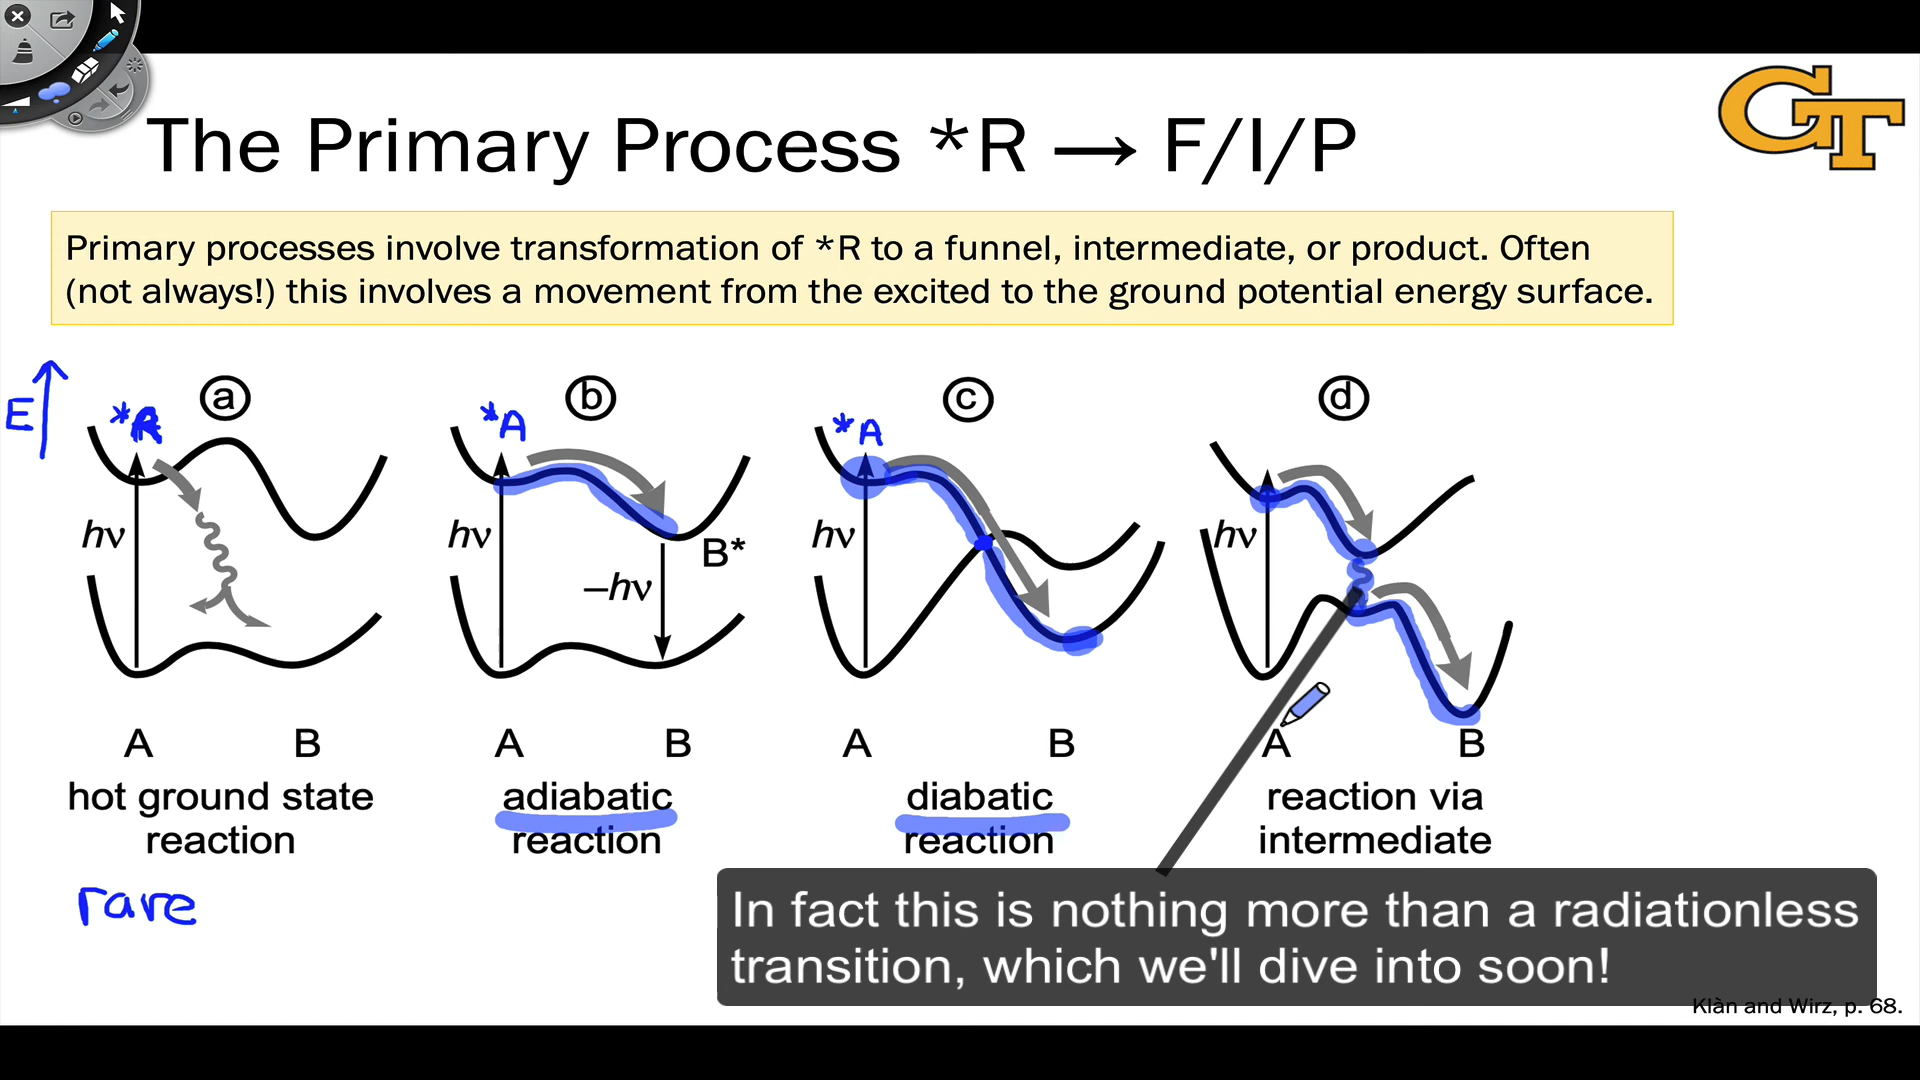 GT
The Primary Process *R → F/I/P
Primary processes involve transformation of *R to a funnel, intermediate, or product. Often
(not always!) this involves a movement from the excited to the ground potential energy surface.
E
*R
ⓐ
hν
A B
hot ground state
reaction
rare
*A
ⓑ
hν
B*
–hν
A B
adiabatic
reaction
*A
ⓒ
hν
A B
diabatic
reaction
ⓓ
hν
A B
reaction via
intermediate
In fact this is nothing more than a radiationless
transition, which we'll dive into soon!
Klàn and Wirz, p. 68.